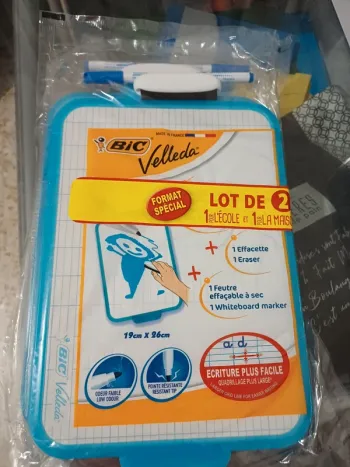 MADE IN FRANCE
BIC
Velleda
FORMAT
SPÉCIAL
LOT DE 2
1 L'ÉCOLE ET 1 LA MAIS
+
1 Effacette
1 Eraser
+
1 Feutre
effaçable à sec
1 Whiteboard marker
19cm X 26cm
a d
ECRITURE PLUS FACILE
QUADRILLAGE PLUS LARGE*
ODEUR FAIBLE
LOW ODOUR
POINTE RÉSISTANTE
RESISTANT TIP
BIC Velleda